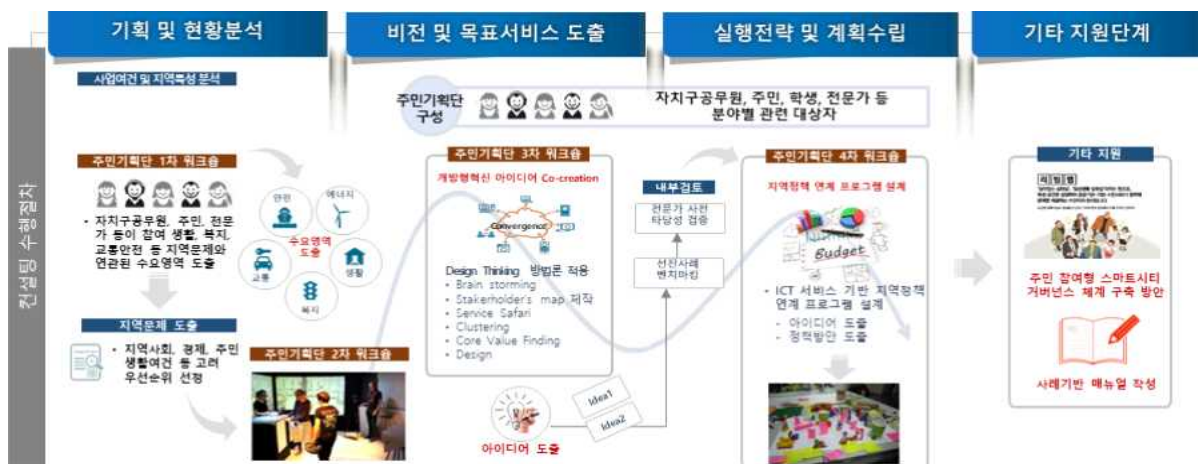 컨설팅 수행절차
기획 및 현황분석
비전 및 목표서비스 도출
실행전략 및 계획수립
기타 지원단계
사업여건 및 지역특성 분석
주민기획단
구성
자치구공무원, 주민, 학생, 전문가 등
분야별 관련 대상자
주민기획단 1차 워크숍
• 자치구공무원, 주민, 전문
가 등이 참여 생활, 복지,
교통안전 등 지역문제와
연관된 수요영역 도출
안전
에너지
수요영역
도출
교통
생활
복지
지역문제 도출
• 지역사회, 경제, 주민
생활여건 등 고려
우선순위 선정
주민기획단 2차 워크숍
주민기획단 3차 워크숍
개방형혁신 아이디어 Co-creation
Convergence
Design Thinking 방법론 적용
• Brain storming
• Stakerholder's map 제작
• Service Safari
• Clustering
• Core Value Finding
• Design
아이디어 도출
Idea1
Idea2
내부검토
전문가 사전
타당성 검증
선진사례
벤치마킹
주민기획단 4차 워크숍
지역정책 연계 프로그램 설계
Budget
• ICT 서비스 기반 지역정책
연계 프로그램 설계
- 아이디어 도출
- 정책방안 도출
기타 지원
리빙랩
주민 참여형 스마트시티
거버넌스 체계 구축 방안
사례기반 매뉴얼 작성